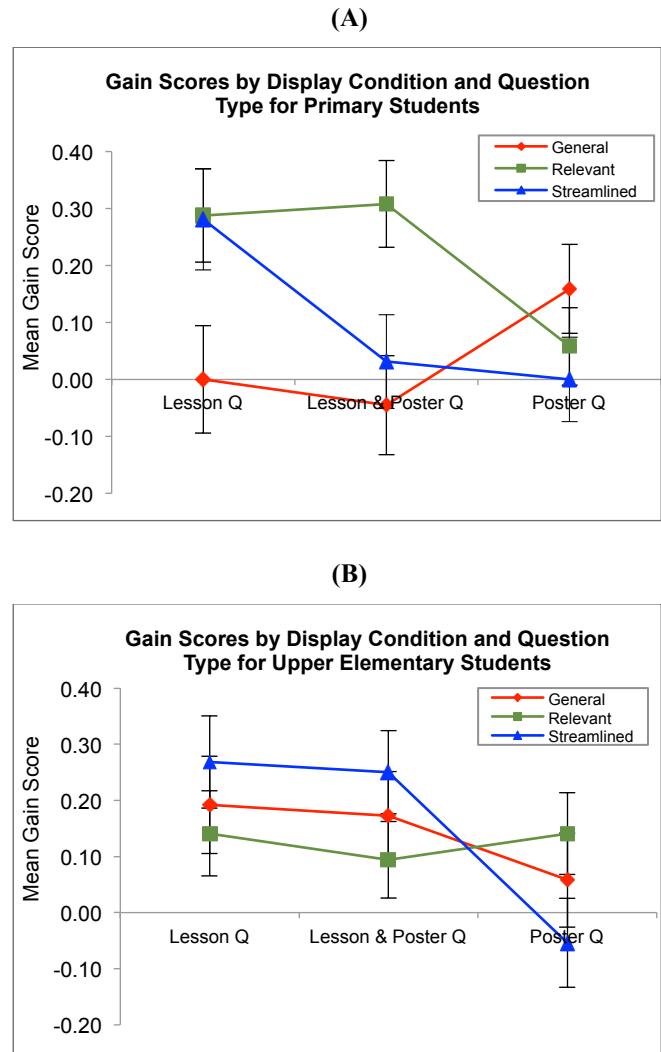 (A)
Gain Scores by Display Condition and Question
Type for Primary Students
General
Relevant
Streamlined
Mean Gain Score
0.40
0.30
0.20
0.10
0.00
-0.10
-0.20
Lesson Q
Lesson & Poster Q
Poster Q
(B)
Gain Scores by Display Condition and Question
Type for Upper Elementary Students
General
Relevant
Streamlined
Mean Gain Score
0.40
0.30
0.20
0.10
0.00
-0.10
-0.20
Lesson Q
Lesson & Poster Q
Poster Q